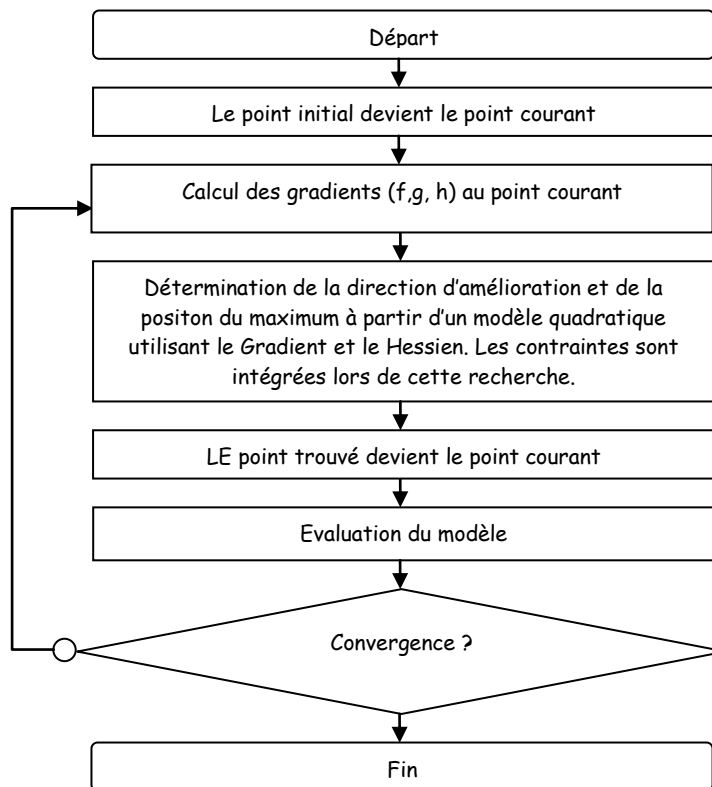 Départ
Le point initial devient le point courant
Calcul des gradients (f,g, h) au point courant
Détermination de la direction d'amélioration et de la
positon du maximum à partir d'un modèle quadratique
utilisant le Gradient et le Hessien. Les contraintes sont
intégrées lors de cette recherche.
LE point trouvé devient le point courant
Evaluation du modèle
Convergence ?
Fin